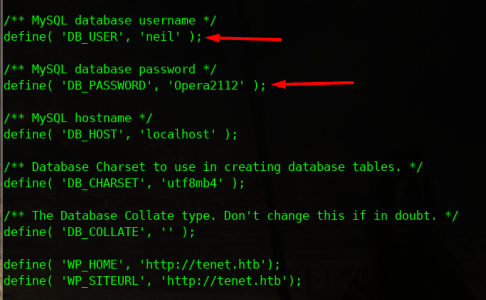 /** MySQL database username */
define( 'DB_USER', 'neil' );
/** MySQL database password */
define( 'DB_PASSWORD', 'Opera2112' );
/** MySQL hostname */
define( 'DB_HOST', 'localhost' );
/** Database Charset to use in creating database tables. */
define( 'DB_CHARSET', 'utf8mb4' );
/** The Database Collate type. Don't change this if in doubt. */
define( 'DB_COLLATE', '' );
define( 'WP_HOME', 'http://tenet.htb');
define( 'WP_SITEURL', 'http://tenet.htb');